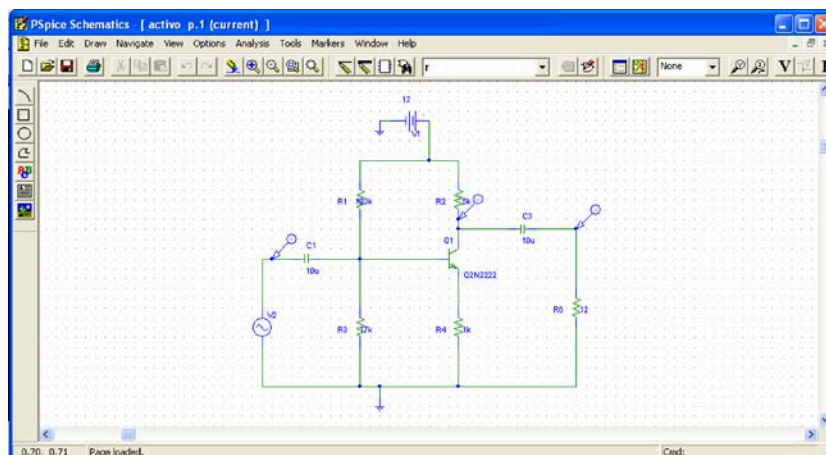 PSpice Schematics - [ activo p.1 (current) ]
File Edit Draw Navigate View Options Analysis Tools Markers Window Help
r
None
12
V1
R1
R2
C3
10u
C1
10u
Q1
Q2N2222
V2
R3
R4 1k
R6 12
0.70, 0.71 Page loaded.
Cmd: